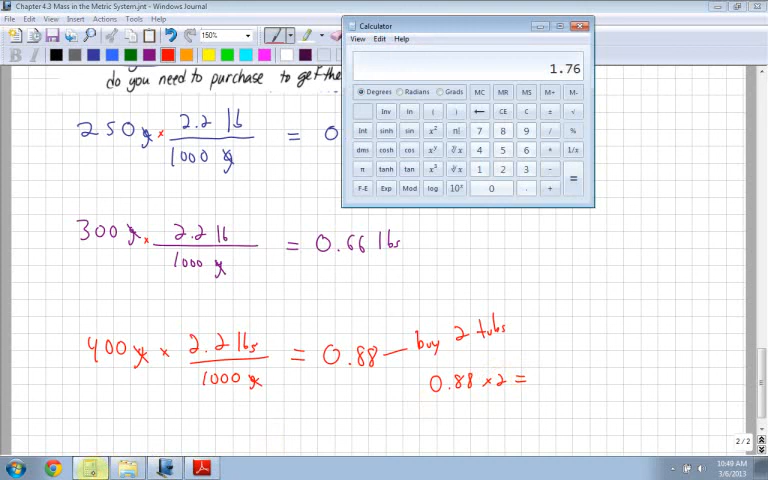 Chapter 4.3 Mass in the Metric System.jnt - Windows Journal
File Edit View Insert Actions Tools Help
150%
B I
Calculator
View Edit Help
1.76
Degrees Radians Grads MC MR MS M+ M-
Inv ln ( ) ← CE C ± √
Int sinh sin x² n! 7 8 9 / %
dms cosh cos xʸ ʸ√x 4 5 6 * 1/x
π tanh tan x³ ³√x 1 2 3 - =
F-E Exp Mod log 10ˣ 0 . +
do you need to purchase to get the
250g × 2.2 lb / 1000 g = 0
300g × 2.2 lb / 1000 g = 0.66 lbs
400g × 2.2 lbs / 1000 g = 0.88 — buy 2 tubs
0.88 × 2 =
2 / 2
10:49 AM
3/6/2013